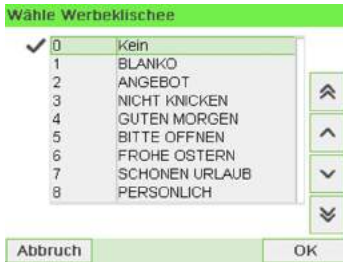 Wähle Werbeklischee
0 Kein
1 BLANKO
2 ANGEBOT
3 NICHT KNICKEN
4 GUTEN MORGEN
5 BITTE OFFNEN
6 FROHE OSTERN
7 SCHONEN URLAUB
8 PERSONLICH
Abbruch OK